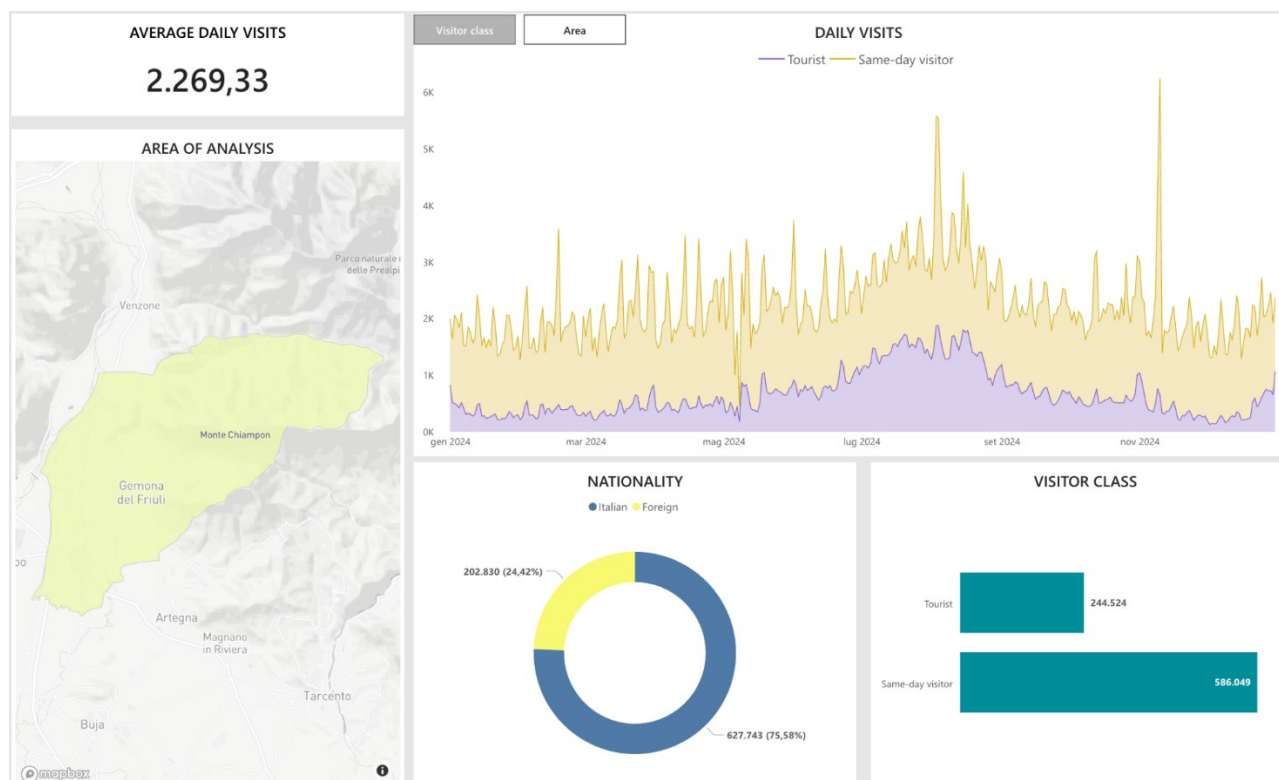 AVERAGE DAILY VISITS
2.269,33
AREA OF ANALYSIS
Parco naturale
delle Prealpi
Venzone
Monte Chiampon
Gemona
del Friuli
Artegna
Magnano
in Riviera
Tarcento
Buja
mapbox
Visitor class
Area
DAILY VISITS
Tourist
Same-day visitor
6K
5K
4K
3K
2K
1K
0K
gen 2024
mar 2024
mag 2024
lug 2024
set 2024
nov 2024
NATIONALITY
Italian
Foreign
202.830 (24,42%)
627.743 (75,58%)
VISITOR CLASS
Tourist
244.524
Same-day visitor
586.049